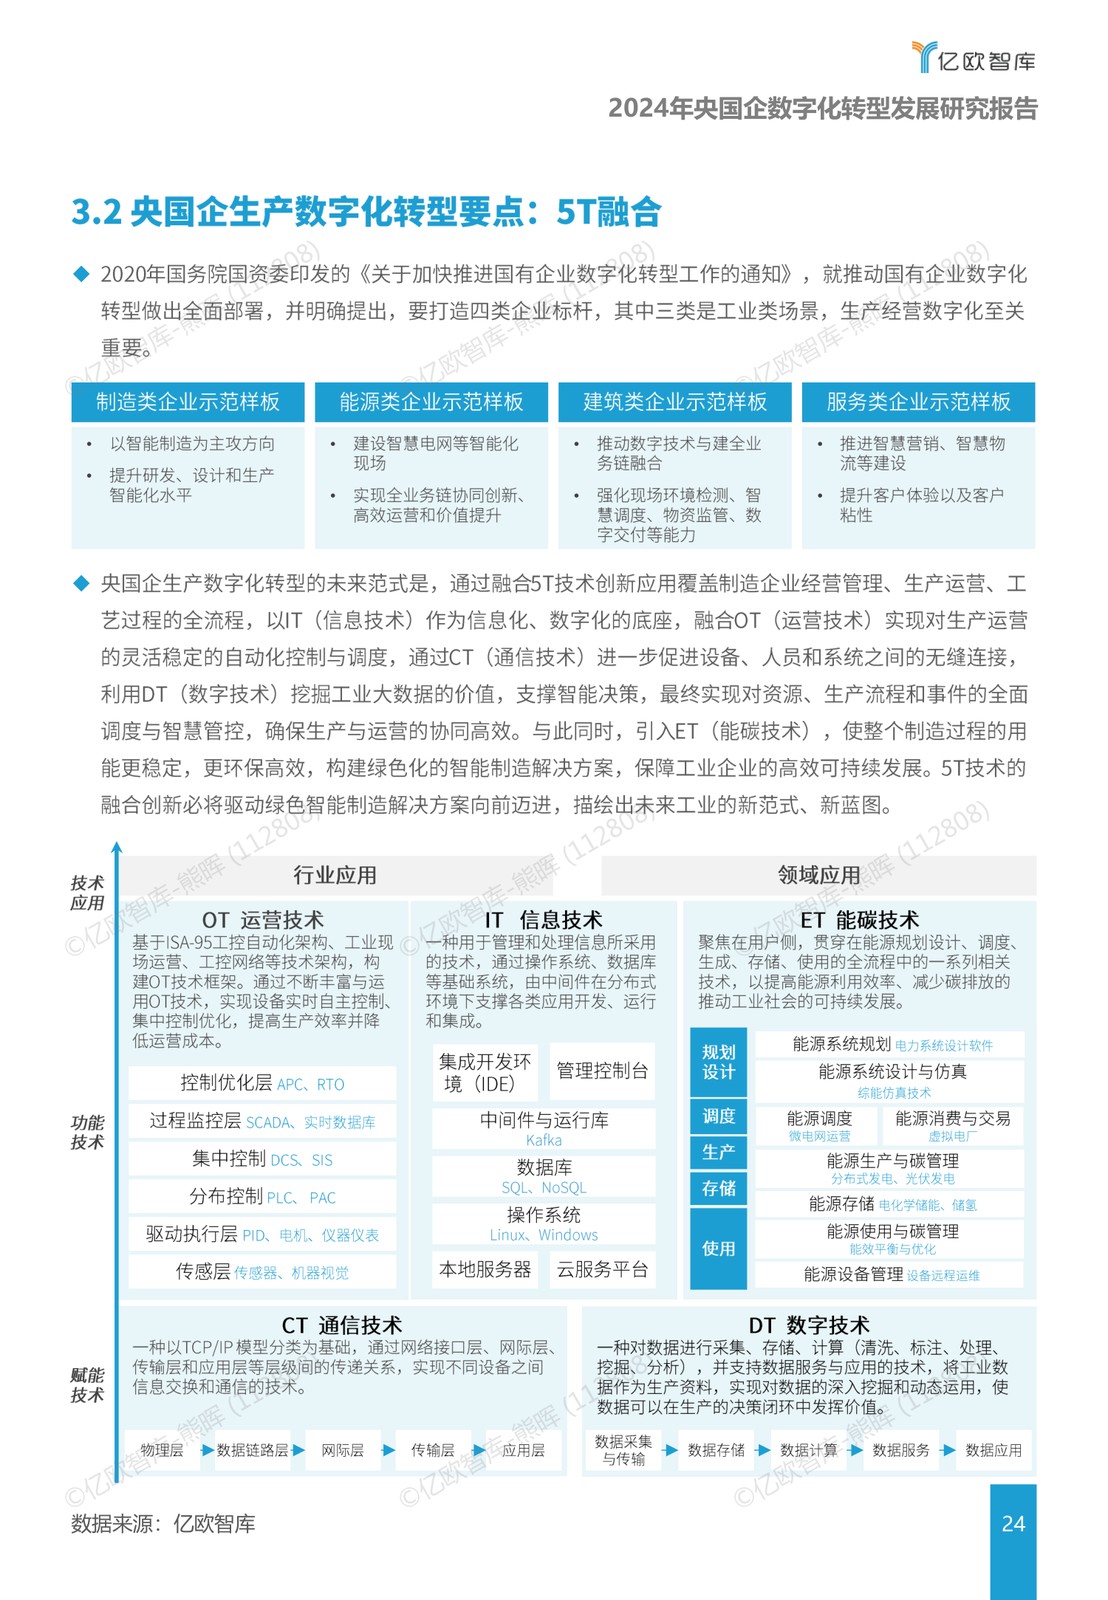 亿欧智库
2024年央国企数字化转型发展研究报告
3.2 央国企生产数字化转型要点：5T融合
◆ 2020年国务院国资委印发的《关于加快推进国有企业数字化转型工作的通知》，就推动国有企业数字化
转型做出全面部署，并明确提出，要打造四类企业标杆，其中三类是工业类场景，生产经营数字化至关
重要。
制造类企业示范样板
• 以智能制造为主攻方向
• 提升研发、设计和生产
智能化水平
能源类企业示范样板
• 建设智慧电网等智能化
现场
• 实现全业务链协同创新、
高效运营和价值提升
建筑类企业示范样板
• 推动数字技术与建全业
务链融合
• 强化现场环境检测、智
慧调度、物资监管、数
字交付等能力
服务类企业示范样板
• 推进智慧营销、智慧物
流等建设
• 提升客户体验以及客户
粘性
◆ 央国企生产数字化转型的未来范式是，通过融合5T技术创新应用覆盖制造企业经营管理、生产运营、工
艺过程的全流程，以IT（信息技术）作为信息化、数字化的底座，融合OT（运营技术）实现对生产运营
的灵活稳定的自动化控制与调度，通过CT（通信技术）进一步促进设备、人员和系统之间的无缝连接，
利用DT（数字技术）挖掘工业大数据的价值，支撑智能决策，最终实现对资源、生产流程和事件的全面
调度与智慧管控，确保生产与运营的协同高效。与此同时，引入ET（能碳技术），使整个制造过程的用
能更稳定，更环保高效，构建绿色化的智能制造解决方案，保障工业企业的高效可持续发展。5T技术的
融合创新必将驱动绿色智能制造解决方案向前迈进，描绘出未来工业的新范式、新蓝图。
技术
应用
行业应用
领域应用
功能
技术
OT 运营技术
基于ISA-95工控自动化架构、工业现
场运营、工控网络等技术架构，构
建OT技术框架。通过不断丰富与运
用OT技术，实现设备实时自主控制、
集中控制优化，提高生产效率并降
低运营成本。
控制优化层 APC、RTO
过程监控层 SCADA、实时数据库
集中控制 DCS、SIS
分布控制 PLC、 PAC
驱动执行层 PID、电机、仪器仪表
传感层 传感器、机器视觉
IT 信息技术
一种用于管理和处理信息所采用
的技术，通过操作系统、数据库
等基础系统，由中间件在分布式
环境下支撑各类应用开发、运行
和集成。
集成开发环
境（IDE）
管理控制台
中间件与运行库
Kafka
数据库
SQL、NoSQL
操作系统
Linux、Windows
本地服务器
云服务平台
ET 能碳技术
聚焦在用户侧，贯穿在能源规划设计、调度、
生成、存储、使用的全流程中的一系列相关
技术，以提高能源利用效率、减少碳排放的
推动工业社会的可持续发展。
规划
设计
能源系统规划 电力系统设计软件
能源系统设计与仿真
综能仿真技术
调度
能源调度
微电网运营
能源消费与交易
虚拟电厂
生产
能源生产与碳管理
分布式发电、光伏发电
存储
能源存储 电化学储能、储氢
使用
能源使用与碳管理
能效平衡与优化
能源设备管理 设备远程运维
赋能
技术
CT 通信技术
一种以TCP/IP 模型分类为基础，通过网络接口层、网际层、
传输层和应用层等层级间的传递关系，实现不同设备之间
信息交换和通信的技术。
物理层
数据链路层
网际层
传输层
应用层
DT 数字技术
一种对数据进行采集、存储、计算（清洗、标注、处理、
挖掘、分析），并支持数据服务与应用的技术，将工业数
据作为生产资料，实现对数据的深入挖掘和动态运用，使
数据可以在生产的决策闭环中发挥价值。
数据采集
与传输
数据存储
数据计算
数据服务
数据应用
数据来源：亿欧智库
24
©亿欧智库-熊晖 (112808)
©亿欧智库-熊晖 (112808)
©亿欧智库-熊晖 (112808)
©亿欧智库-熊晖 (112808)
©亿欧智库-熊晖 (112808)
©亿欧智库-熊晖 (112808)
©亿欧智库-熊晖 (112808)
©亿欧智库-熊晖 (112808)
©亿欧智库-熊晖 (112808)